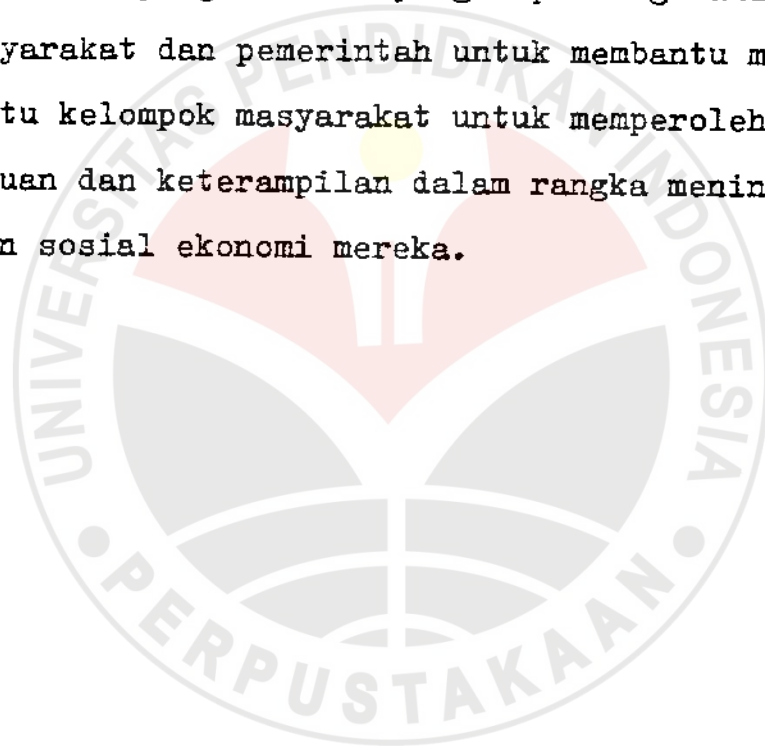 yarakat dan pemerintah untuk membantu m
tu kelompok masyarakat untuk memperoleh
uan dan keterampilan dalam rangka menin
n sosial ekonomi mereka.
UNIVERSITAS PENDIDIKAN INDONESIA
PERPUSTAKAAN